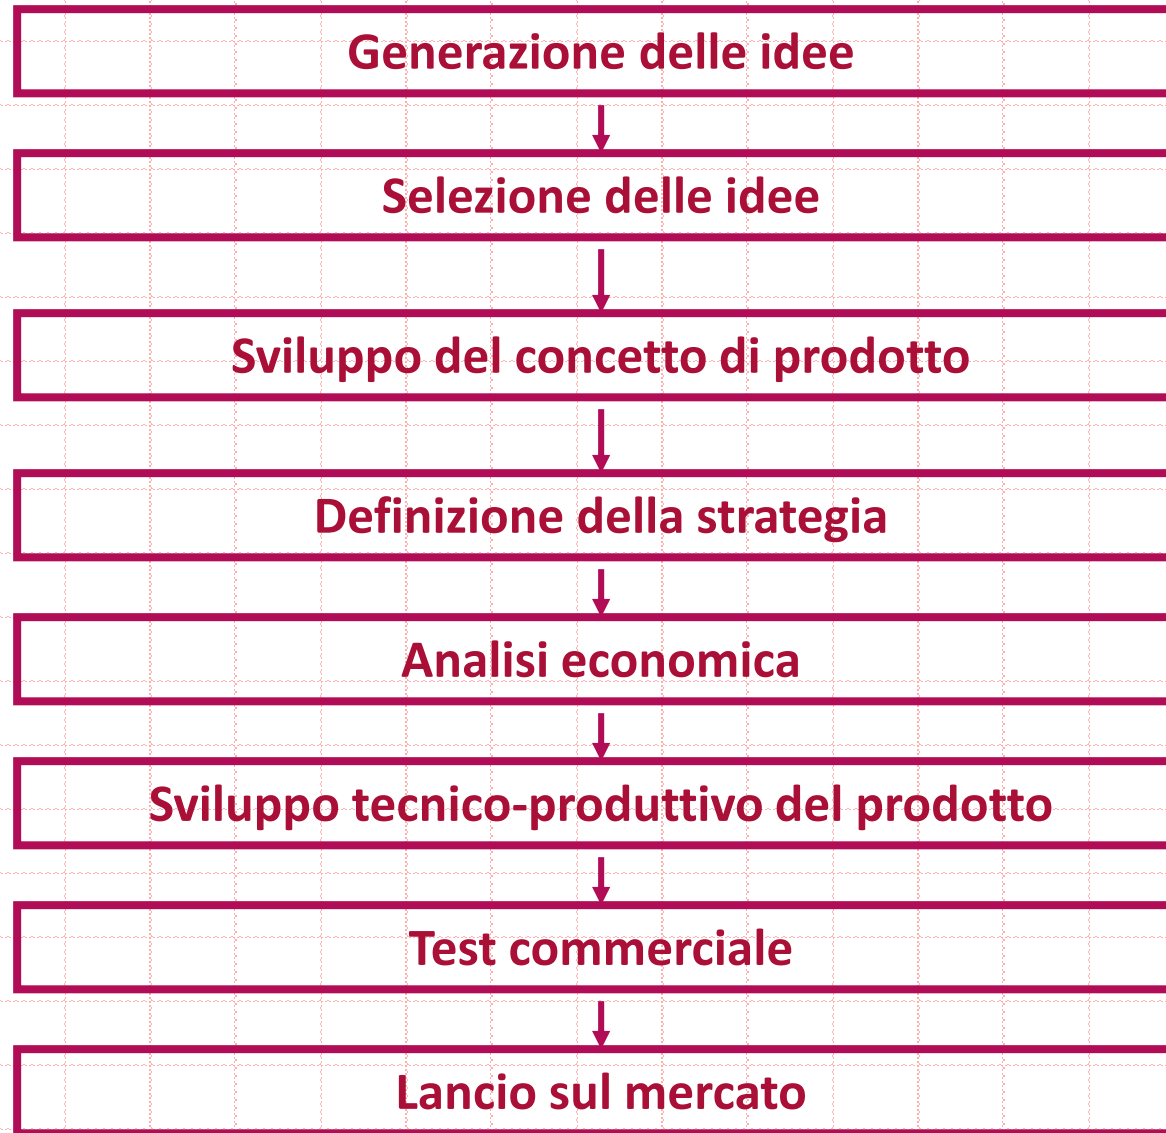 Generazione delle idee
Selezione delle idee
Sviluppo del concetto di prodotto
Definizione della strategia
Analisi economica
Sviluppo tecnico-produttivo del prodotto
Test commerciale
Lancio sul mercato